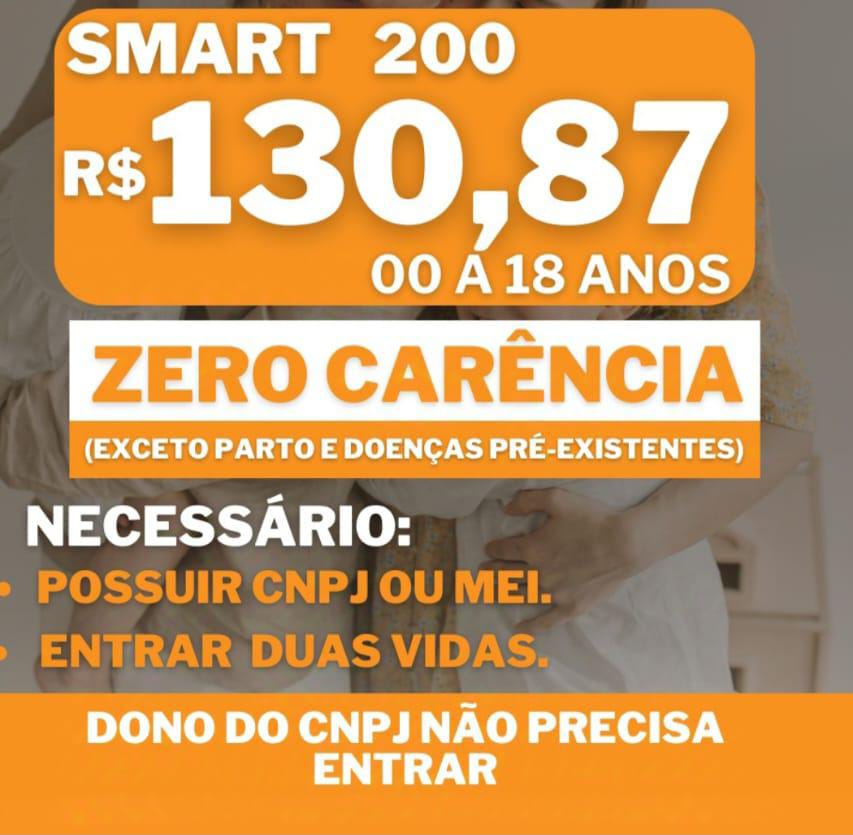 SMART 200
R$130,87
00 Á 18 ANOS
ZERO CARÊNCIA
(EXCETO PARTO E DOENÇAS PRÉ-EXISTENTES)
NECESSÁRIO:
• POSSUIR CNPJ OU MEI.
• ENTRAR DUAS VIDAS.
DONO DO CNPJ NÃO PRECISA
ENTRAR